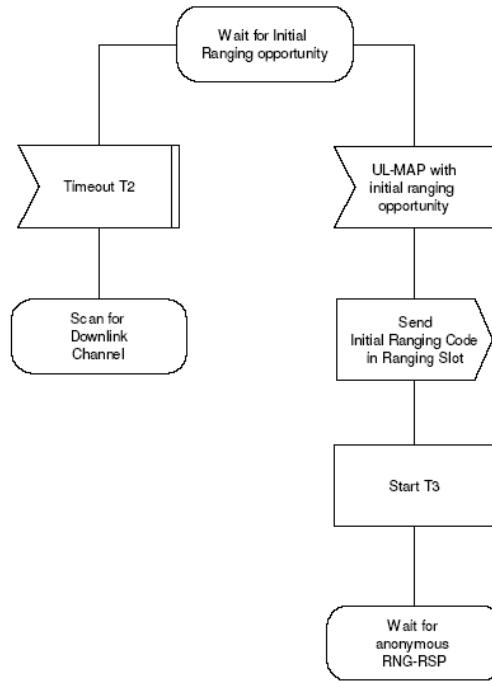 Wait for Initial
Ranging opportunity
Timeout T2
UL-MAP with
initial ranging
opportunity
Scan for
Downlink
Channel
Send
Initial Ranging Code
in Ranging Slot
Start T3
Wait for
anonymous
RNG-RSP